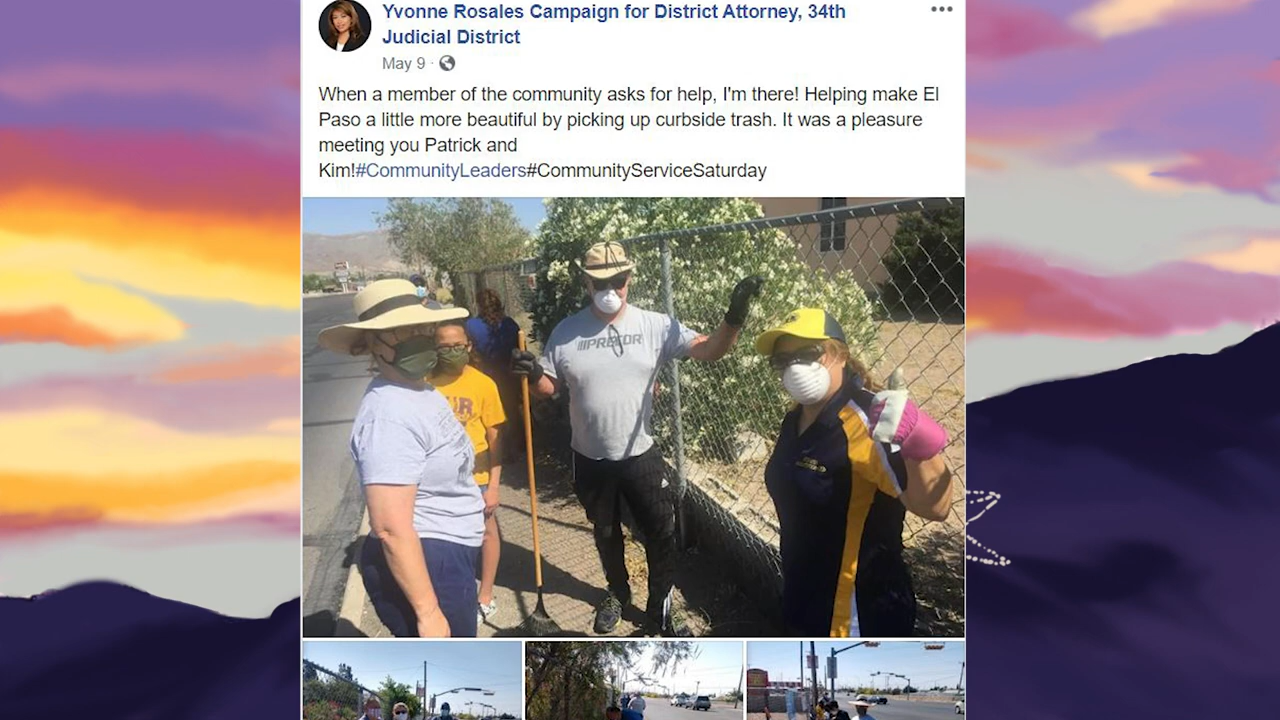 Yvonne Rosales Campaign for District Attorney, 34th
Judicial District
May 9 ·
When a member of the community asks for help, I'm there! Helping make El
Paso a little more beautiful by picking up curbside trash. It was a pleasure
meeting you Patrick and
Kim!#CommunityLeaders#CommunityServiceSaturday
PRECOR